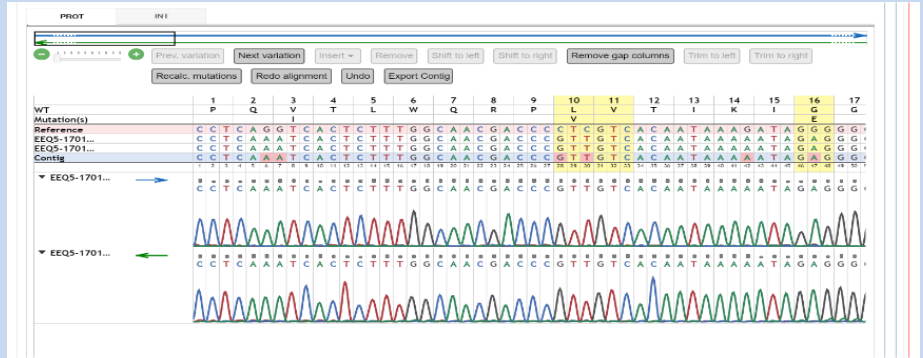 PROT INT
Prev. variation Next variation Insert Remove Shift to left Shift to right Remove gap columns Trim to left Trim to right
Recalc. mutations Redo alignment Undo Export Contig
1 2 3 4 5 6 7 8 9 10 11 12 13 14 15 16 17
WT P Q V T L W Q R P L V T I K I G G
Mutation(s) I V E
Reference C C T C A G G T C A C T C T T T G G C A A C G A C C C C T C G T C A C A A T A A A G A T A G G G G G
EEQ5-1701... C C T C A A A T C A C T C T T T G G C A A C G A C C C G T T G T C A C A A T A A A A A T A G A G G G
EEQ5-1701... C C T C A A A T C A C T C T T T G G C A A C G A C C C G T T G T C A C A A T A A A A A T A G A G G G
Contig C C T C A A A T C A C T C T T T G G C A A C G A C C C G T T G T C A C A A T A A A A A T A G A G G G
EEQ5-1701...
C C T C A A A T C A C T C T T T G G C A A C G A C C C G T T G T C A C A A T A A A A A T A G A G G G
EEQ5-1701...
C C T C A A A T C A C T C T T T G G C A A C G A C C C G T T G T C A C A A T A A A A A T A G A G G G